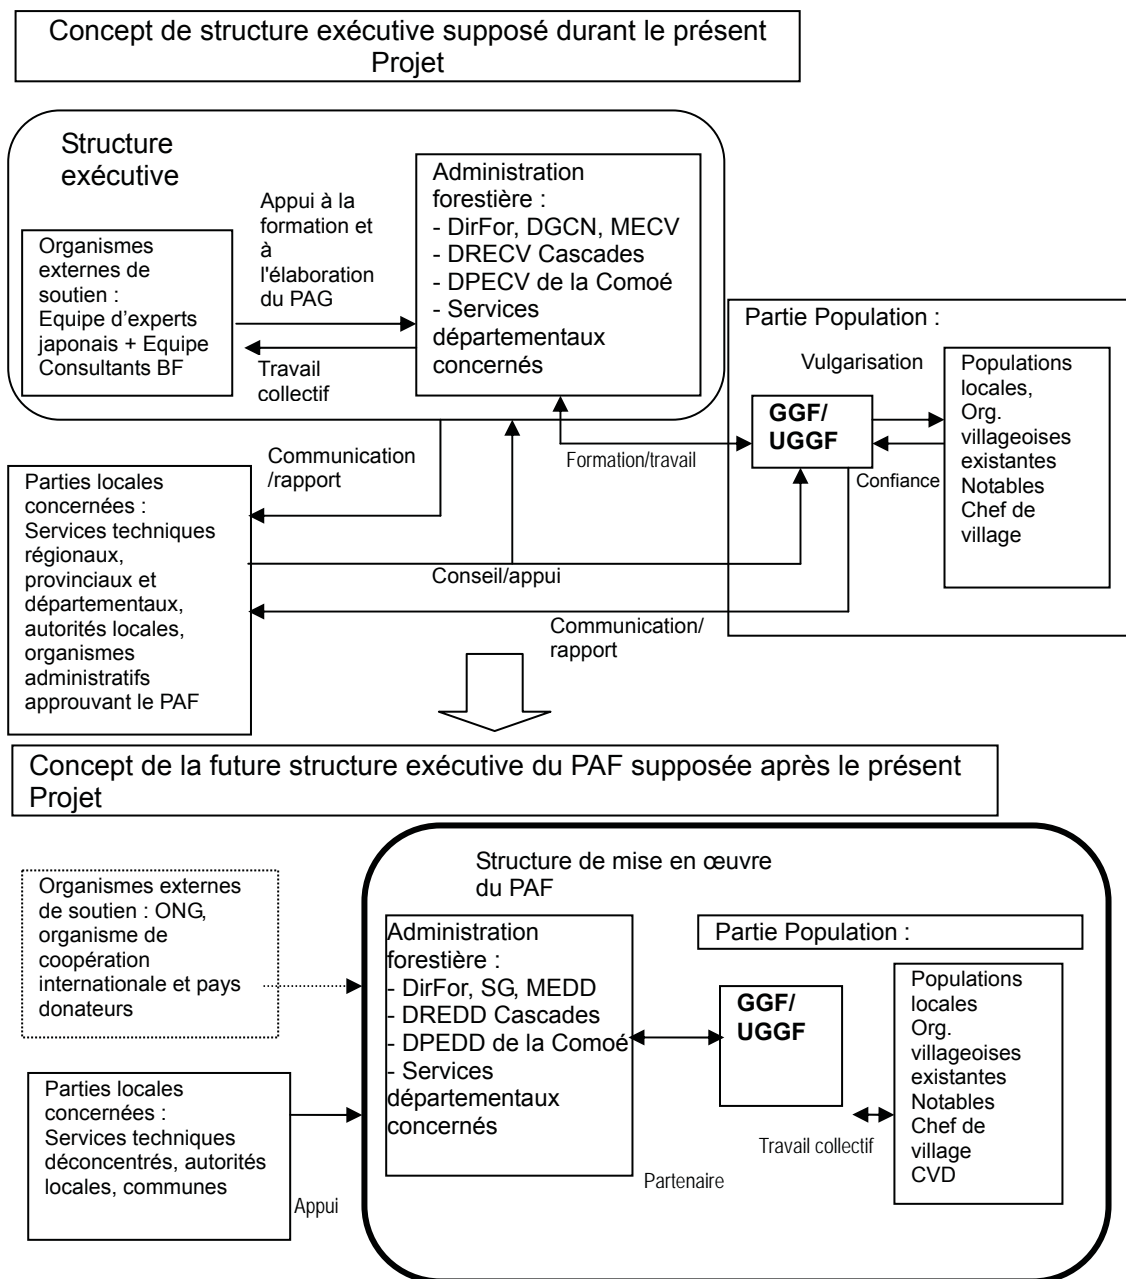 Concept de structure exécutive supposé durant le présent
Projet
Structure
exécutive
Organismes
externes de
soutien :
Equipe d’experts
japonais + Equipe
Consultants BF
Appui à la
formation et
à
l'élaboration
du PAG
Travail
collectif
Administration
forestière :
- DirFor, DGCN, MECV
- DRECV Cascades
- DPECV de la Comoé
- Services
départementaux
concernés
Partie Population :
Vulgarisation
GGF/
UGGF
Confiance
Populations
locales,
Org.
villageoises
existantes
Notables
Chef de
village
Formation/travail
Communication
/rapport
Parties locales
concernées :
Services techniques
régionaux,
provinciaux et
départementaux,
autorités locales,
organismes
administratifs
approuvant le PAF
Conseil/appui
Communication/
rapport
Concept de la future structure exécutive du PAF supposée après le présent
Projet
Structure de mise en œuvre
du PAF
Organismes externes
de soutien : ONG,
organisme de
coopération
internationale et pays
donateurs
Administration
forestière :
- DirFor, SG, MEDD
- DREDD Cascades
- DPEDD de la Comoé
- Services
départementaux
concernés
Partie Population :
GGF/
UGGF
Populations
locales
Org.
villageoises
existantes
Notables
Chef de
village
CVD
Travail collectif
Partenaire
Parties locales
concernées :
Services techniques
déconcentrés, autorités
locales, communes
Appui